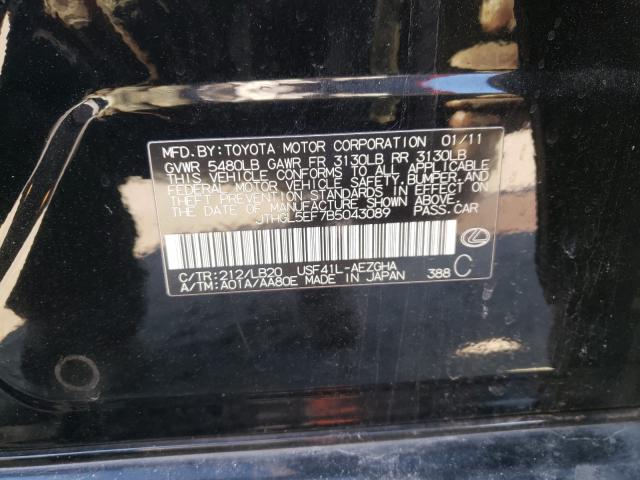 MFD. BY: TOYOTA MOTOR CORPORATION 01/11
GVWR 5480LB GAWR FR 3130LB RR 3130LB
THIS VEHICLE CONFORMS TO ALL APPLICABLE
FEDERAL MOTOR VEHICLE SAFETY, BUMPER, AND
THEFT PREVENTION STANDARDS IN EFFECT ON
THE DATE OF MANUFACTURE SHOWN ABOVE.
JTHGL5EF7B5043089 PASS. CAR
C/TR: 212/LB20 USF41L-AEZGHA
A/TM: A01A/AA80E MADE IN JAPAN 388 C